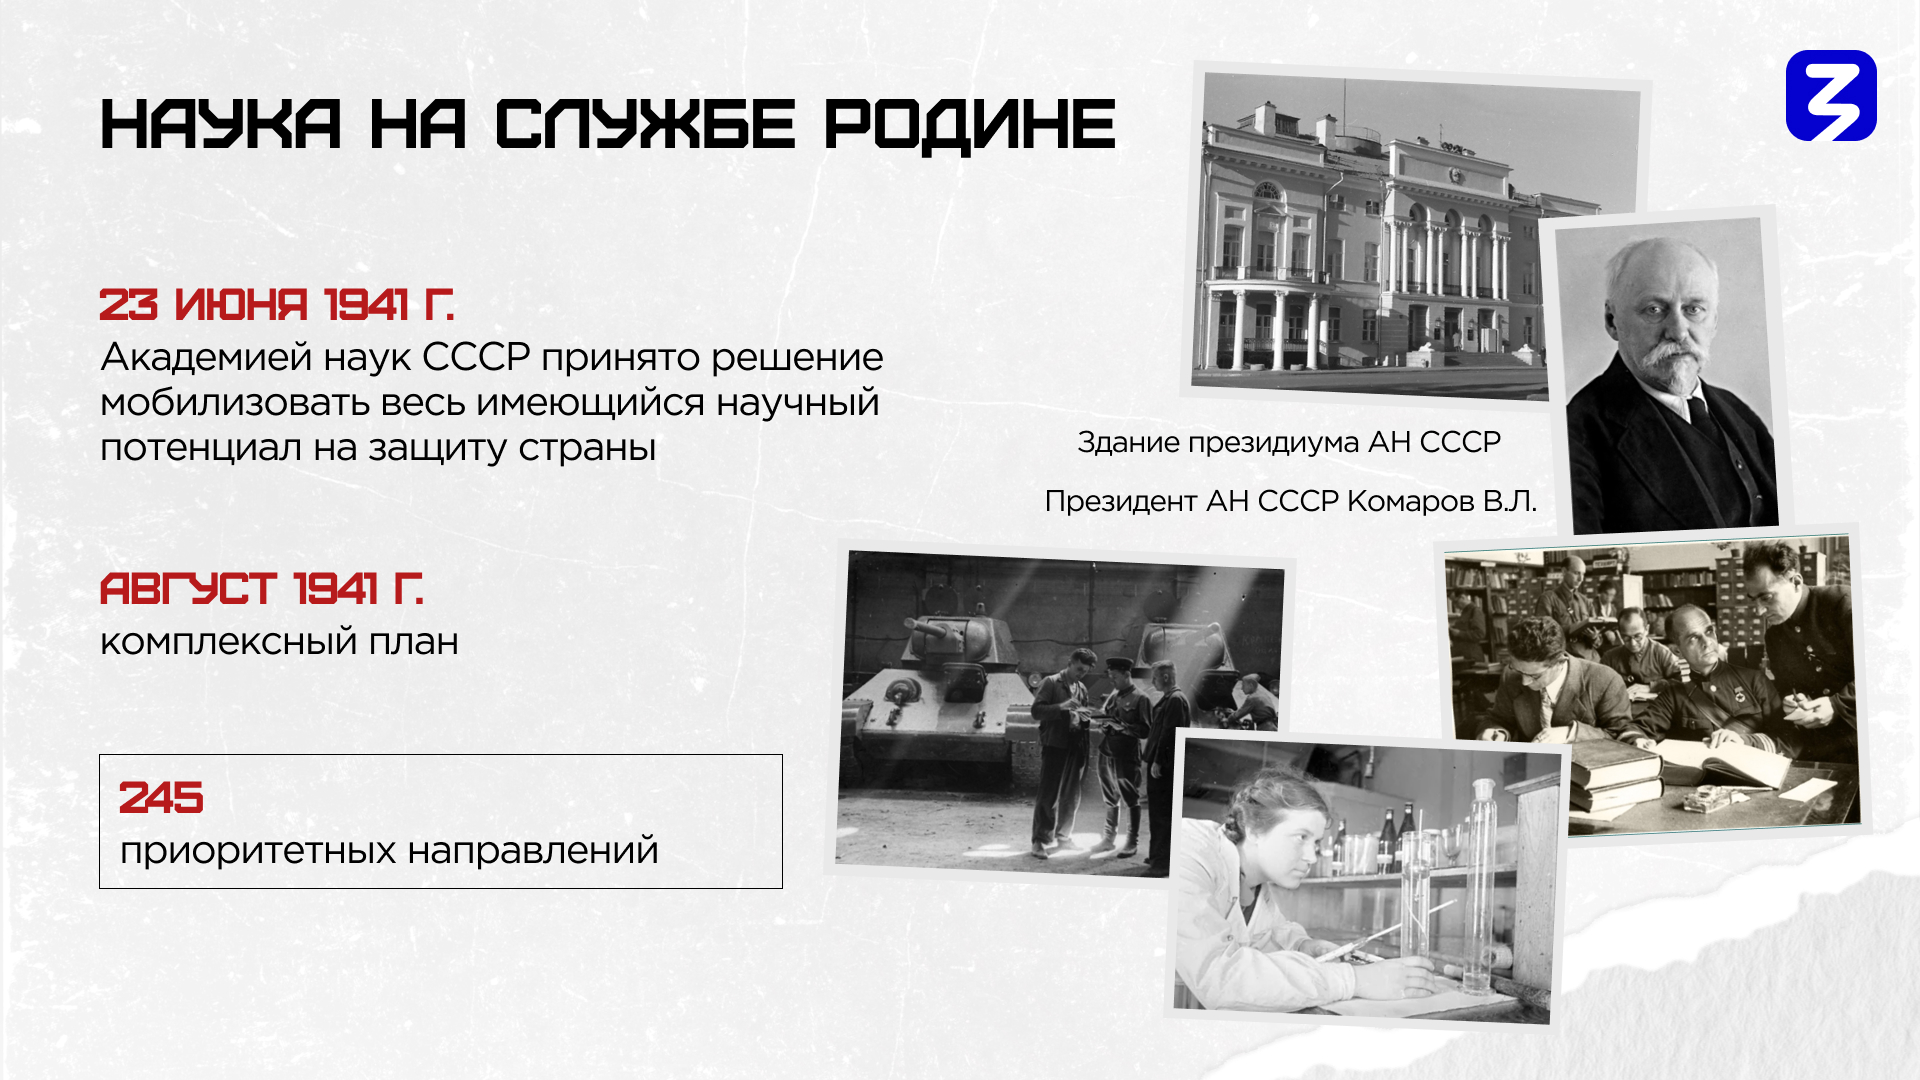 НАУКА НА СЛУЖБЕ РОДИНЕ
23 ИЮНЯ 1941 Г.
Академией наук СССР принято решение
мобилизовать весь имеющийся научный
потенциал на защиту страны
Здание президиума АН СССР
Президент АН СССР Комаров В.Л.
АВГУСТ 1941 Г.
комплексный план
245
приоритетных направлений